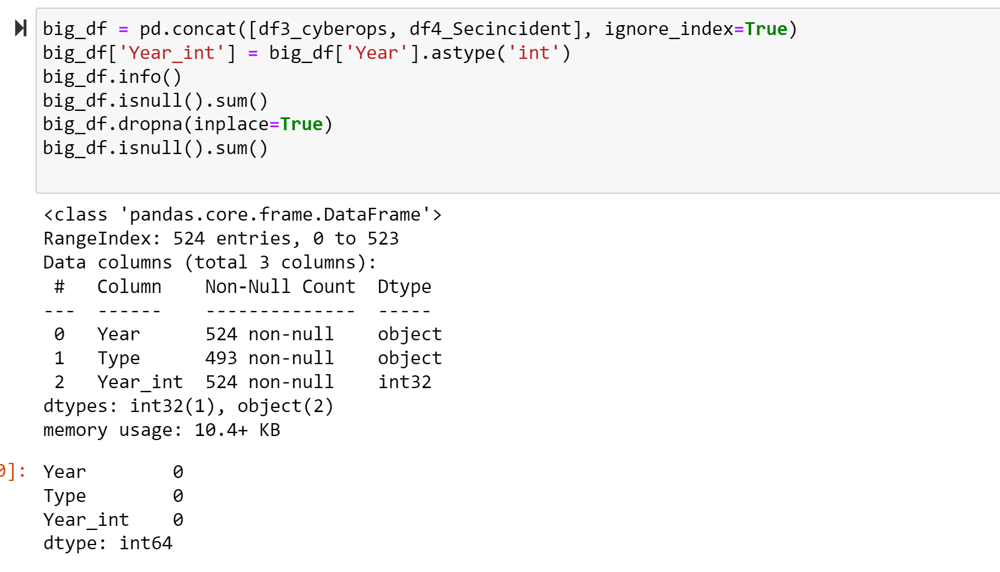 big_df = pd.concat([df3_cyberops, df4_Secincident], ignore_index=True)
big_df['Year_int'] = big_df['Year'].astype('int')
big_df.info()
big_df.isnull().sum()
big_df.dropna(inplace=True)
big_df.isnull().sum()
<class 'pandas.core.frame.DataFrame'>
RangeIndex: 524 entries, 0 to 523
Data columns (total 3 columns):
 #   Column    Non-Null Count  Dtype
---  ------    --------------  -----
 0   Year      524 non-null    object
 1   Type      493 non-null    object
 2   Year_int  524 non-null    int32
dtypes: int32(1), object(2)
memory usage: 10.4+ KB
0]: Year        0
Type        0
Year_int    0
dtype: int64